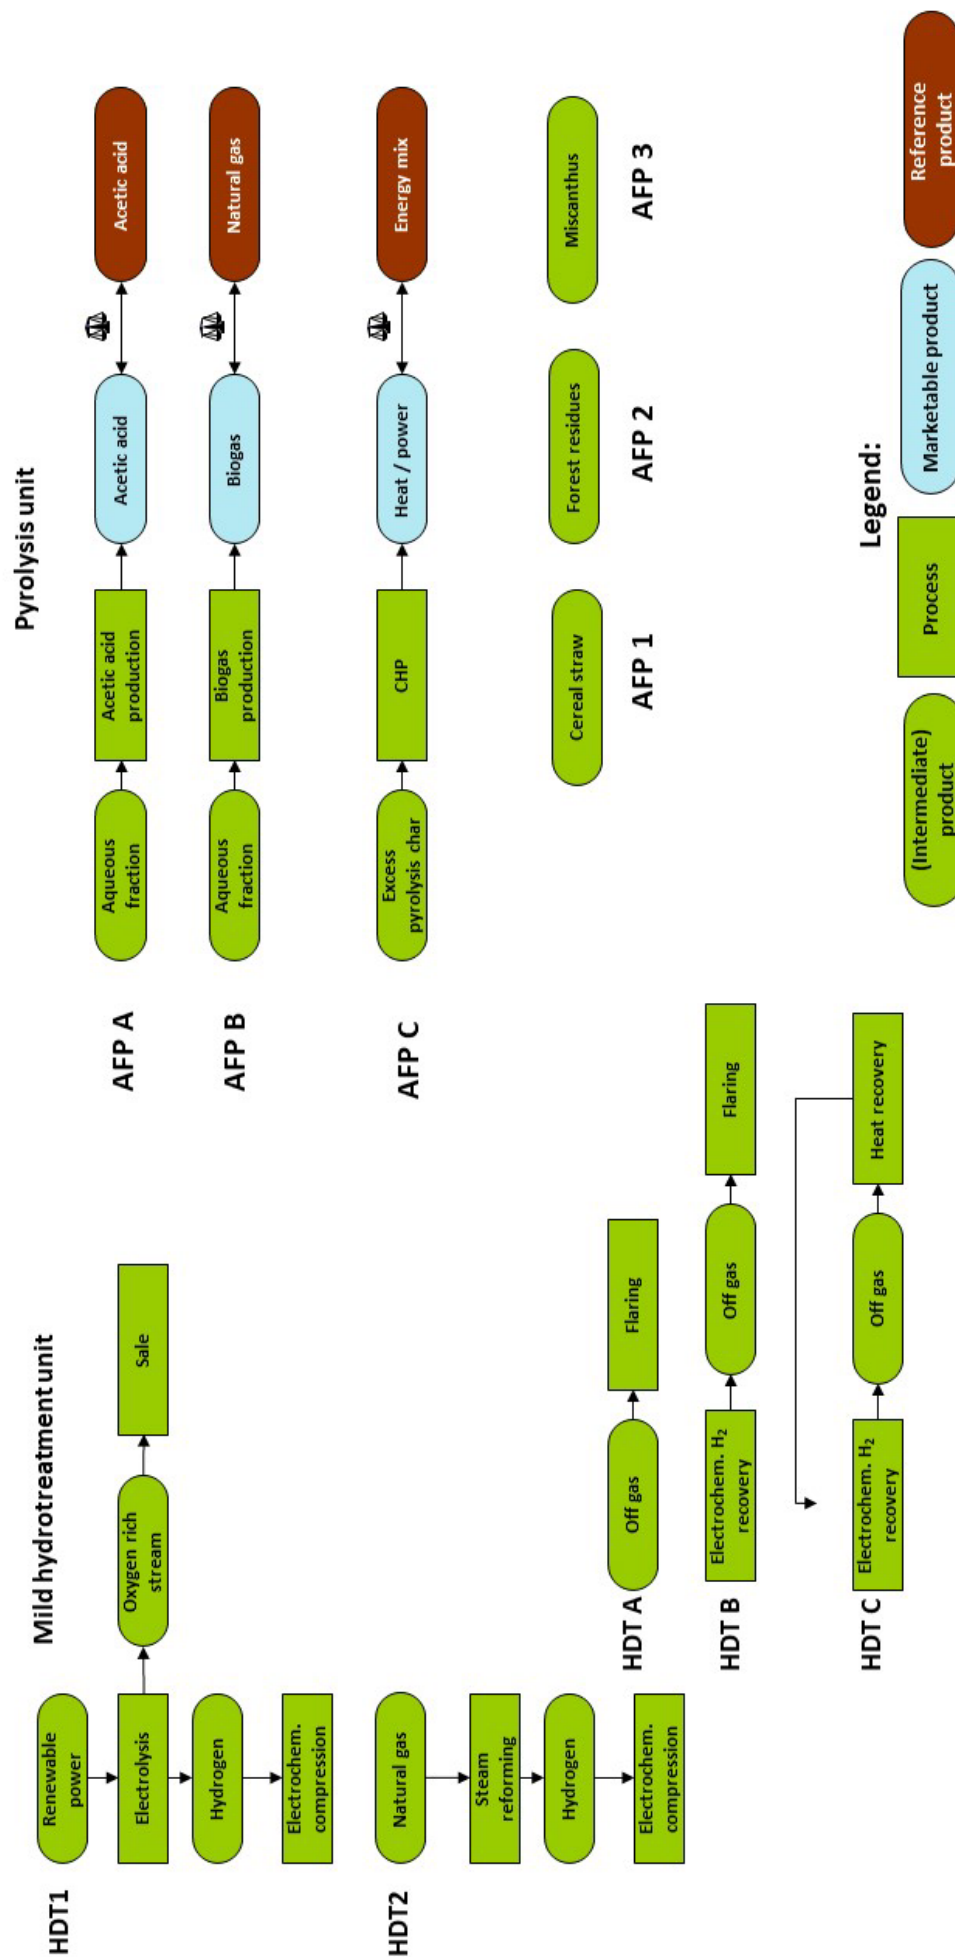 Mild hydrotreatment unit
HDT1
Renewable
power
Electrolysis
Oxygen rich
stream
Sale
Hydrogen
Electrochem.
compression
HDT2
Natural gas
Steam
reforming
Hydrogen
Electrochem.
compression
HDT A
Off gas
Flaring
HDT B
Electrochem. H₂
recovery
Off gas
Flaring
HDT C
Electrochem. H₂
recovery
Off gas
Heat recovery
Pyrolysis unit
AFP A
Aqueous
fraction
Acetic acid
production
Acetic acid
Acetic acid
AFP B
Aqueous
fraction
Biogas
production
Biogas
Natural gas
AFP C
Excess
pyrolysis char
CHP
Heat / power
Energy mix
Cereal straw
Forest residues
Miscanthus
AFP 1
AFP 2
AFP 3
Legend:
(Intermediate)
product
Process
Marketable product
Reference
product